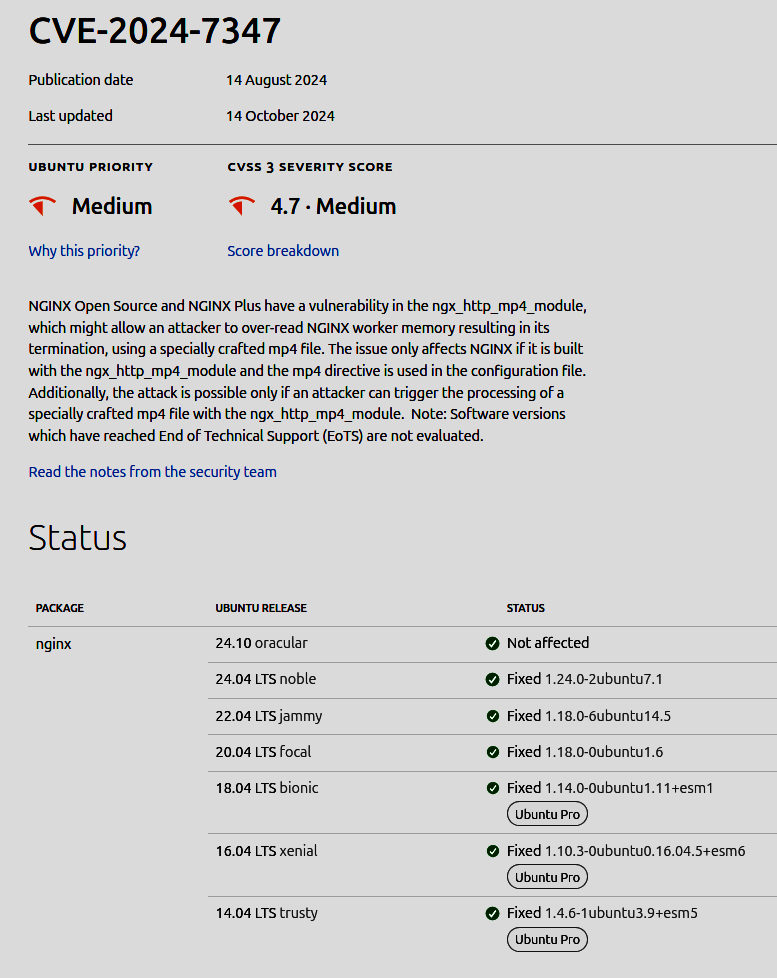 CVE-2024-7347
Publication date 14 August 2024
Last updated 14 October 2024
UBUNTU PRIORITY CVSS 3 SEVERITY SCORE
Medium 4.7 · Medium
Why this priority? Score breakdown
NGINX Open Source and NGINX Plus have a vulnerability in the ngx_http_mp4_module,
which might allow an attacker to over-read NGINX worker memory resulting in its
termination, using a specially crafted mp4 file. The issue only affects NGINX if it is built
with the ngx_http_mp4_module and the mp4 directive is used in the configuration file.
Additionally, the attack is possible only if an attacker can trigger the processing of a
specially crafted mp4 file with the ngx_http_mp4_module.  Note: Software versions
which have reached End of Technical Support (EoTS) are not evaluated.
Read the notes from the security team
Status
PACKAGE UBUNTU RELEASE STATUS
nginx 24.10 oracular Not affected
24.04 LTS noble Fixed 1.24.0-2ubuntu7.1
22.04 LTS jammy Fixed 1.18.0-6ubuntu14.5
20.04 LTS focal Fixed 1.18.0-0ubuntu1.6
18.04 LTS bionic Fixed 1.14.0-0ubuntu1.11+esm1
Ubuntu Pro
16.04 LTS xenial Fixed 1.10.3-0ubuntu0.16.04.5+esm6
Ubuntu Pro
14.04 LTS trusty Fixed 1.4.6-1ubuntu3.9+esm5
Ubuntu Pro